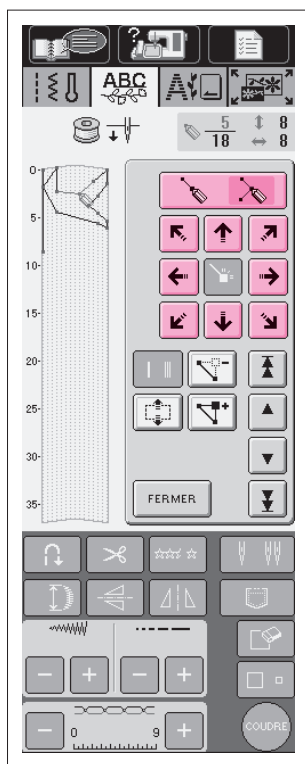 ABC
A
5 8
18 8
0-
5-
10-
15-
20-
25-
30-
35-
FERMER
0 9
COUDRE